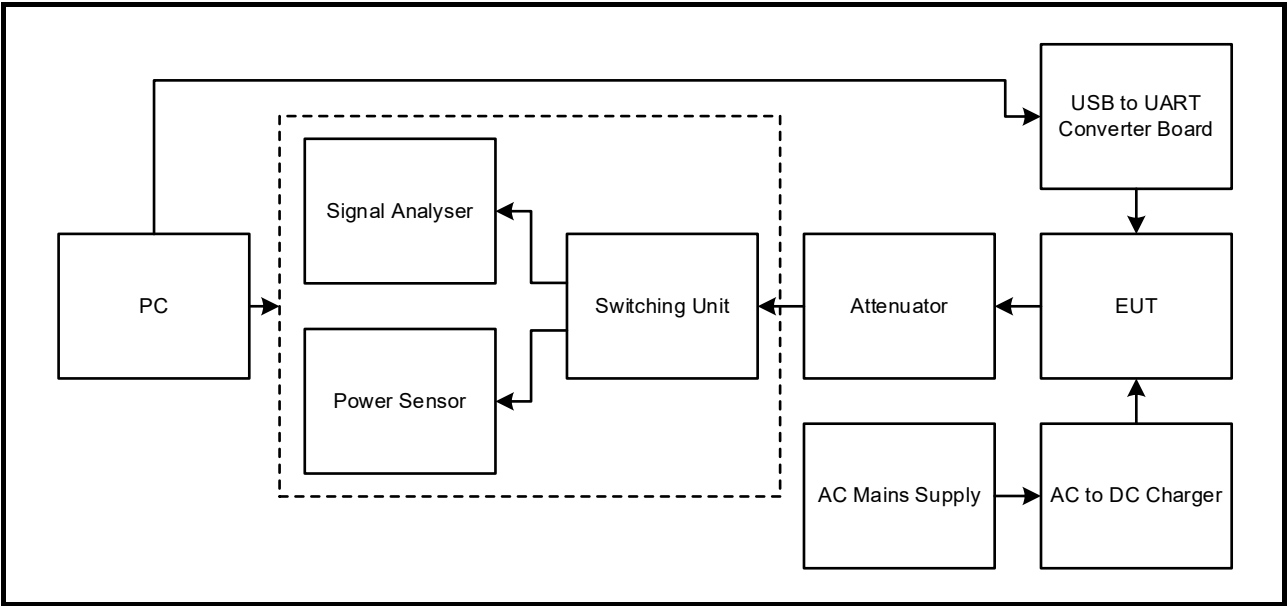 USB to UART
Converter Board
Signal Analyser
PC
Switching Unit
Attenuator
EUT
Power Sensor
AC Mains Supply
AC to DC Charger